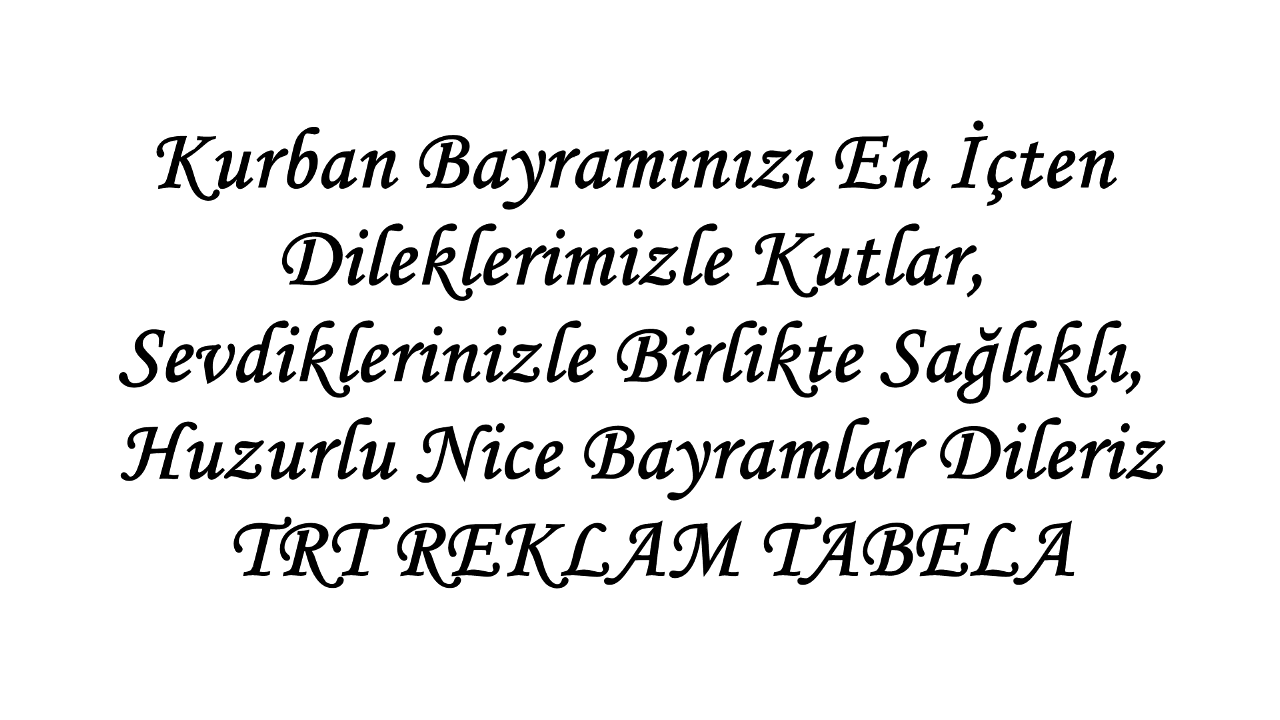 Kurban Bayramınızı En İçten
Dileklerimizle Kutlar,
Sevdiklerinizle Birlikte Sağlıklı,
Huzurlu Nice Bayramlar Dileriz
TRT REKLAM TABELA